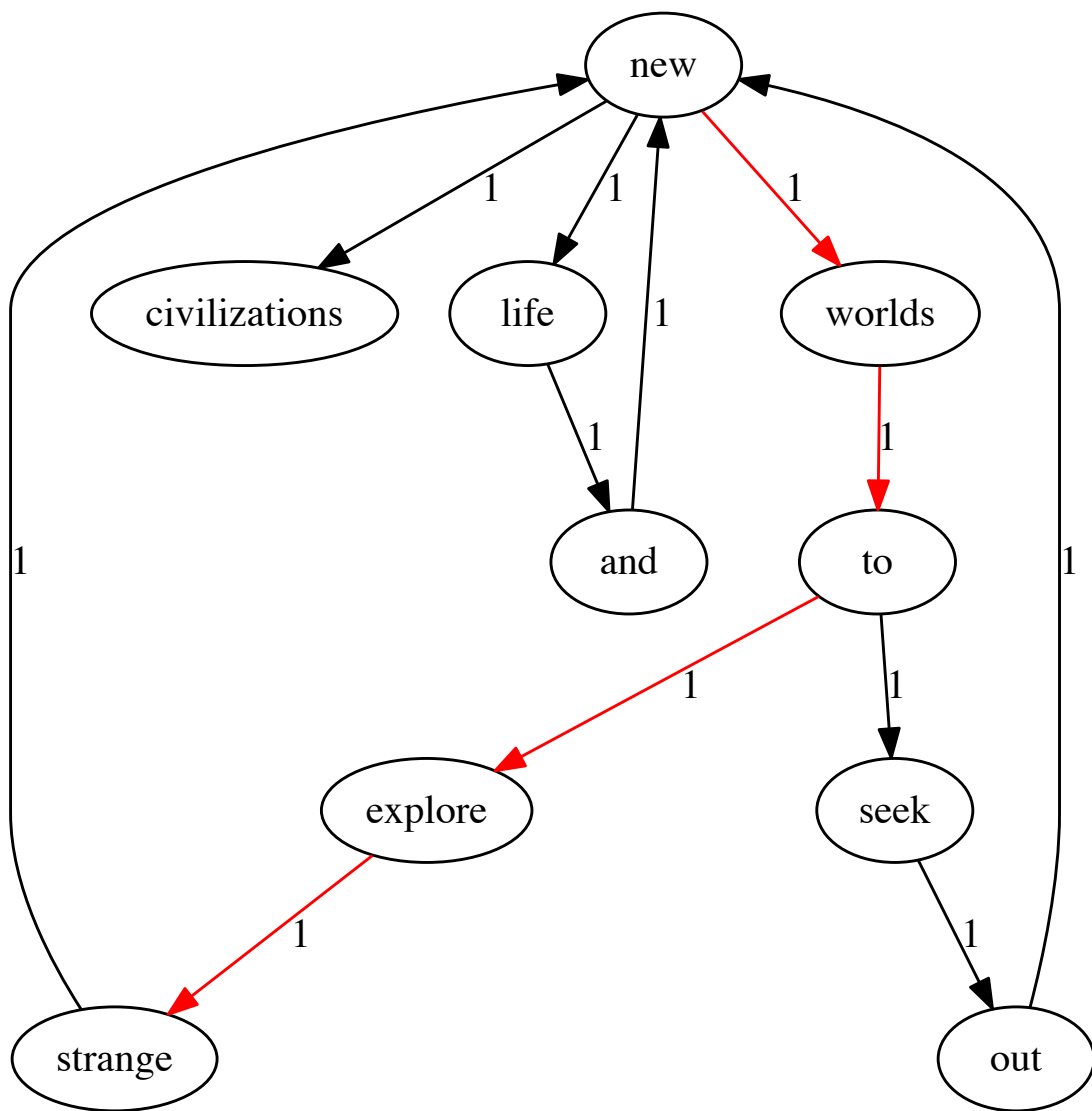 new
1 1 1
civilizations life worlds
1
1 1
and to
1 1
1 1
explore seek
1 1
strange out